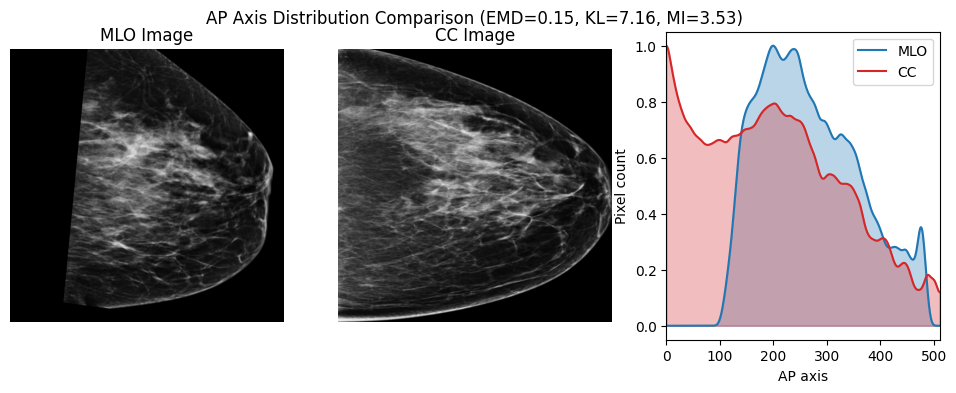 AP Axis Distribution Comparison (EMD=0.15, KL=7.16, MI=3.53)
MLO Image
CC Image
MLO
CC
Pixel count
1.0
0.8
0.6
0.4
0.2
0.0
0 100 200 300 400 500
AP axis